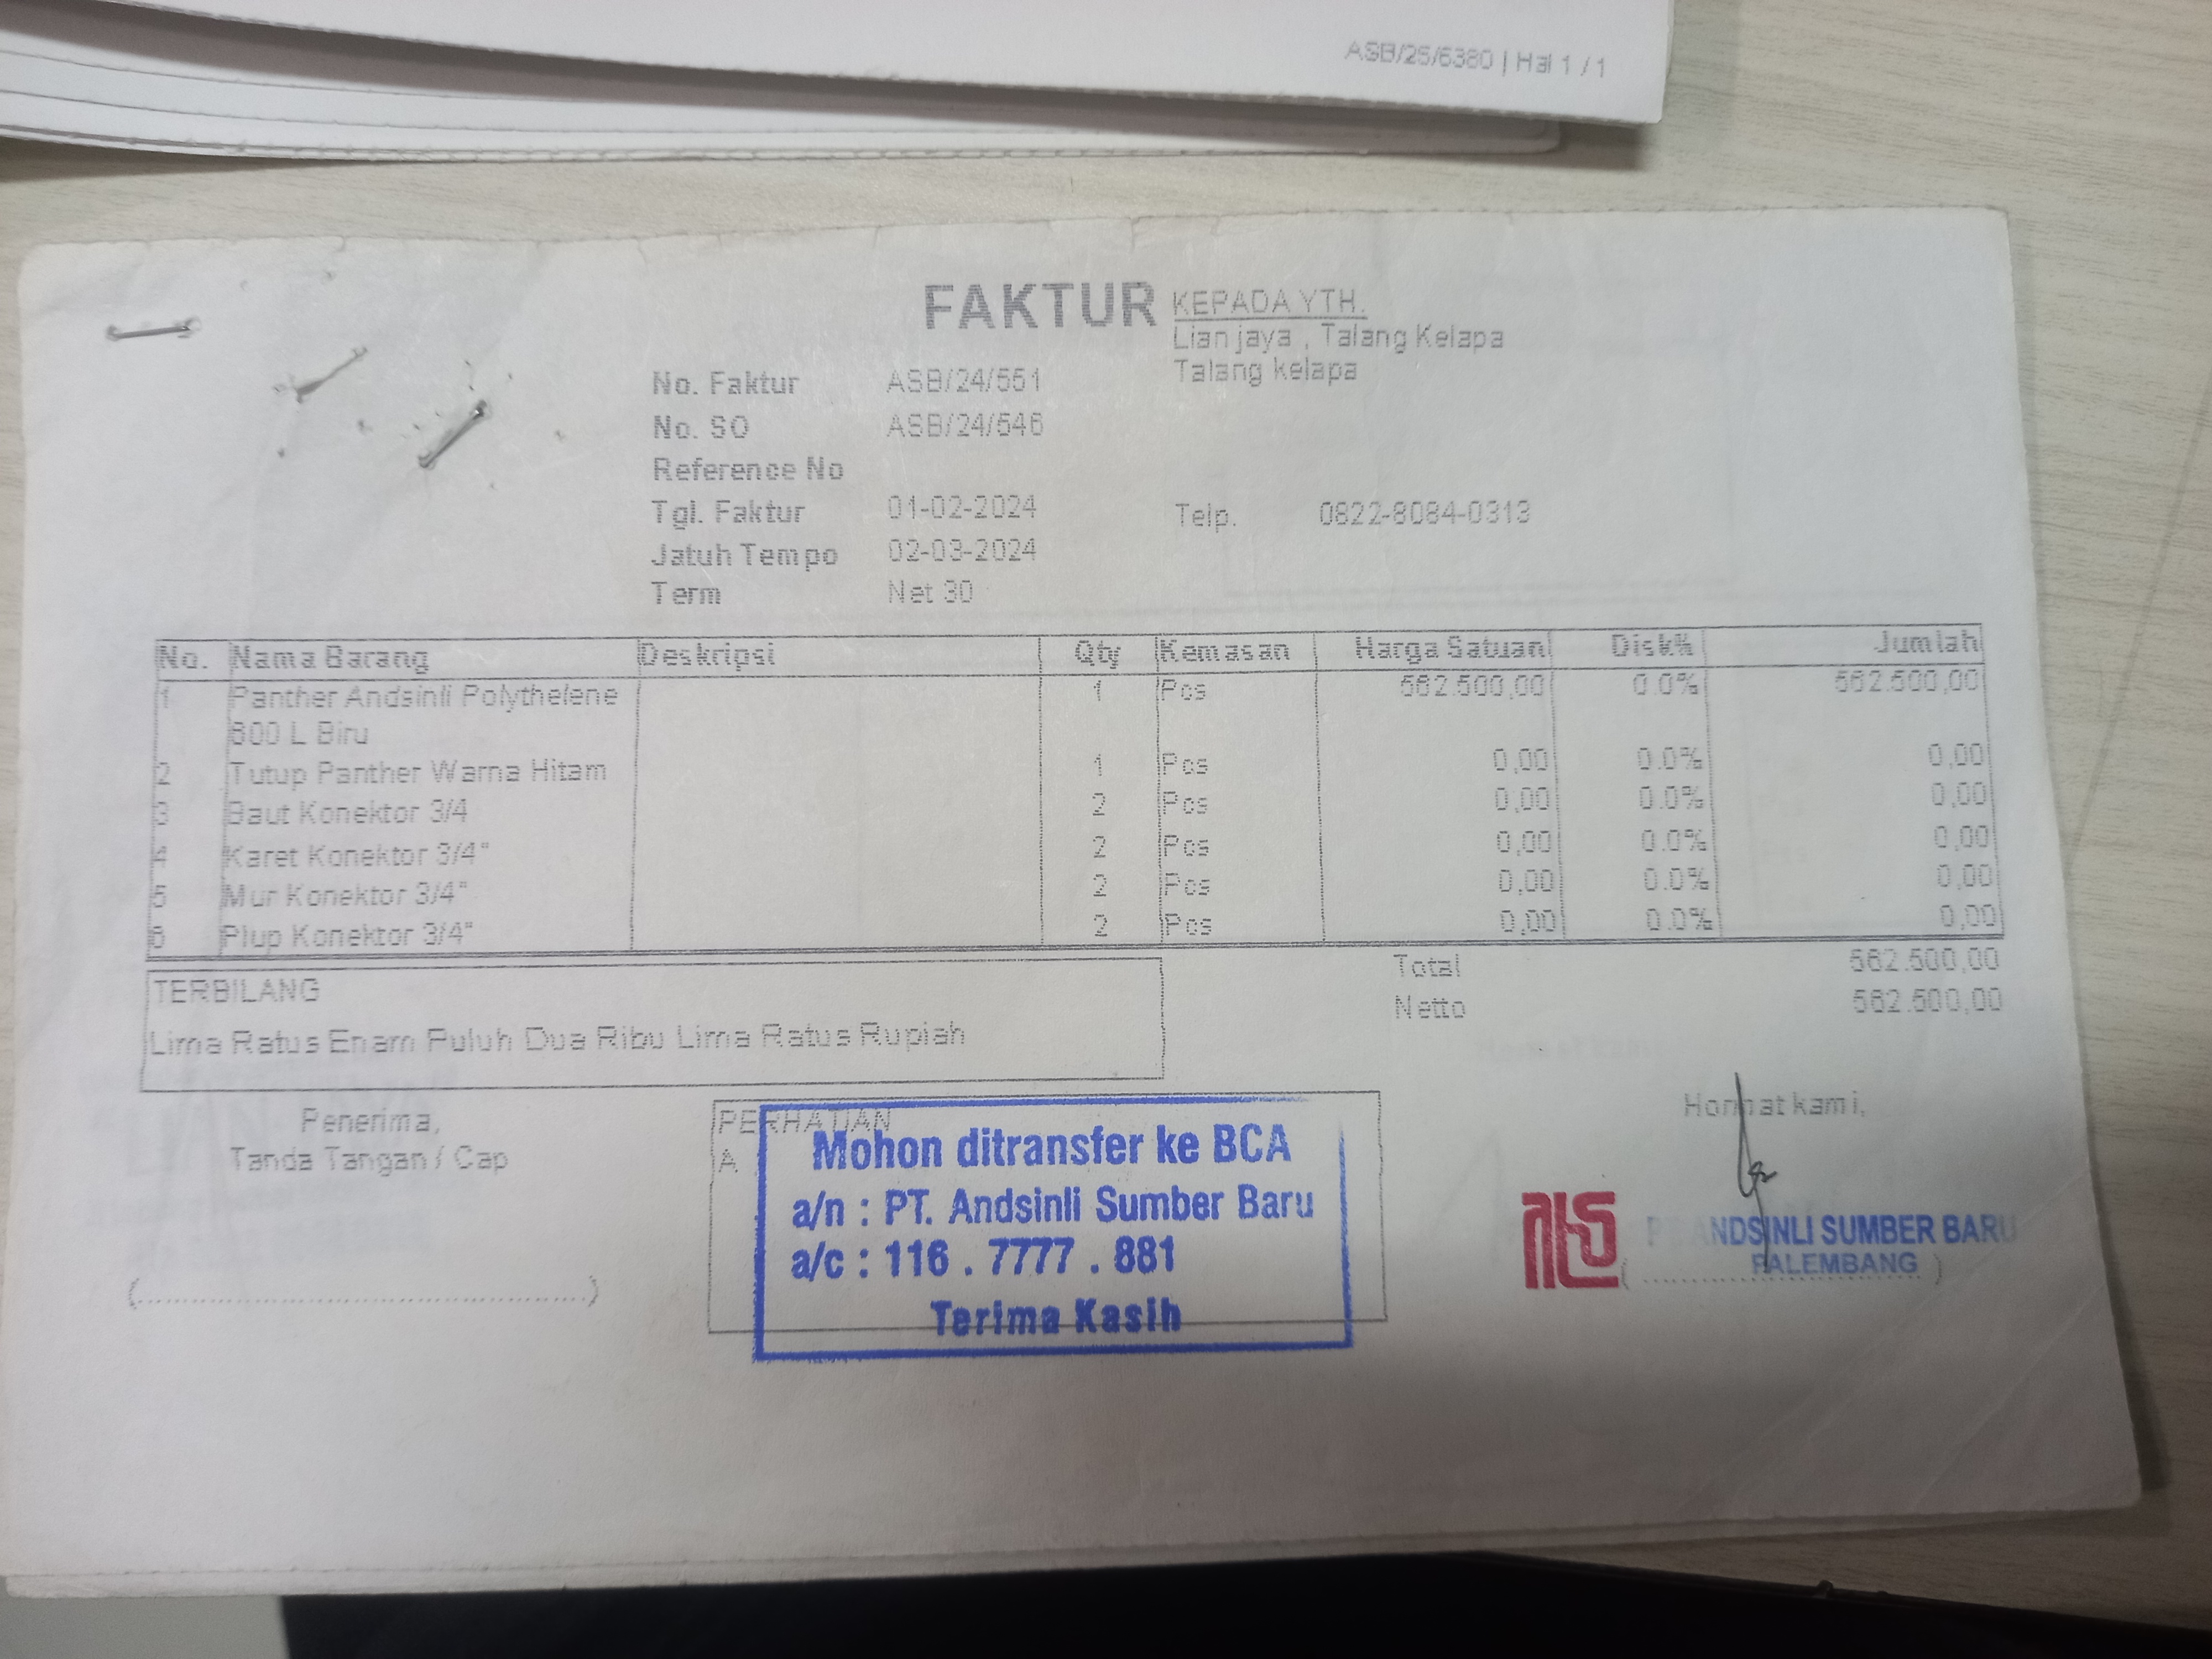 ASB/25/6380 | Hal 1 / 1
FAKTUR
KEPADA YTH.
Lian jaya , Talang Kelapa
Talang kelapa
No. Faktur ASB/24/551
No. SO ASB/24/546
Reference No
Tgl. Faktur 01-02-2024
Telp. 0822-8084-0313
Jatuh Tempo 02-03-2024
Term Net 30
No. Nama Barang Deskripsi Qty Kemasan Harga Satuan Disk% Jumlah
1 Panther Andsinli Polythelene 1 Pcs 562.500,00 0.0% 562.500,00
800 L Biru
2 Tutup Panther Warna Hitam 1 Pcs 0,00 0.0% 0,00
3 Baut Konektor 3/4 2 Pcs 0,00 0.0% 0,00
4 Karet Konektor 3/4" 2 Pcs 0,00 0.0% 0,00
5 Mur Konektor 3/4" 2 Pcs 0,00 0.0% 0,00
6 Plup Konektor 3/4" 2 Pcs 0,00 0.0% 0,00
Total 562.500,00
Netto 562.500,00
TERBILANG
Lima Ratus Enam Puluh Dua Ribu Lima Ratus Rupiah
Penerima,
Tanda Tangan / Cap
(..............................................)
PERHATIAN
A.
Mohon ditransfer ke BCA
a/n : PT. Andsinli Sumber Baru
a/c : 116 . 7777 . 881
Terima Kasih
Hormat kami,
ANDSINLI SUMBER BARU
PALEMBANG
(..............................)